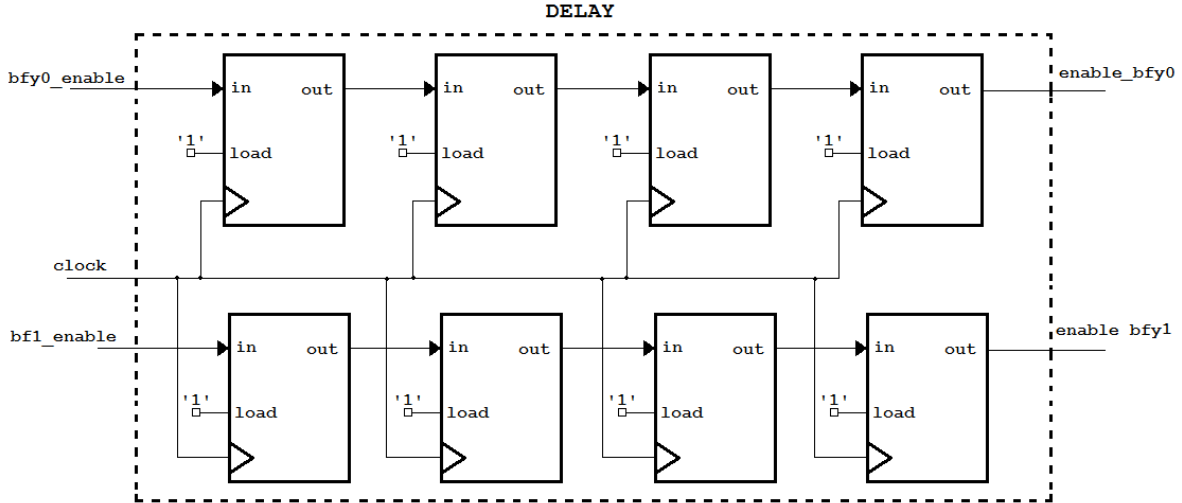 DELAY
bfy0_enable
in out in out in out in out
enable_bfy0
'1' '1' '1' '1'
load load load load
clock
bf1_enable
in out in out in out in out
enable bfy1
'1' '1' '1' '1'
load load load load